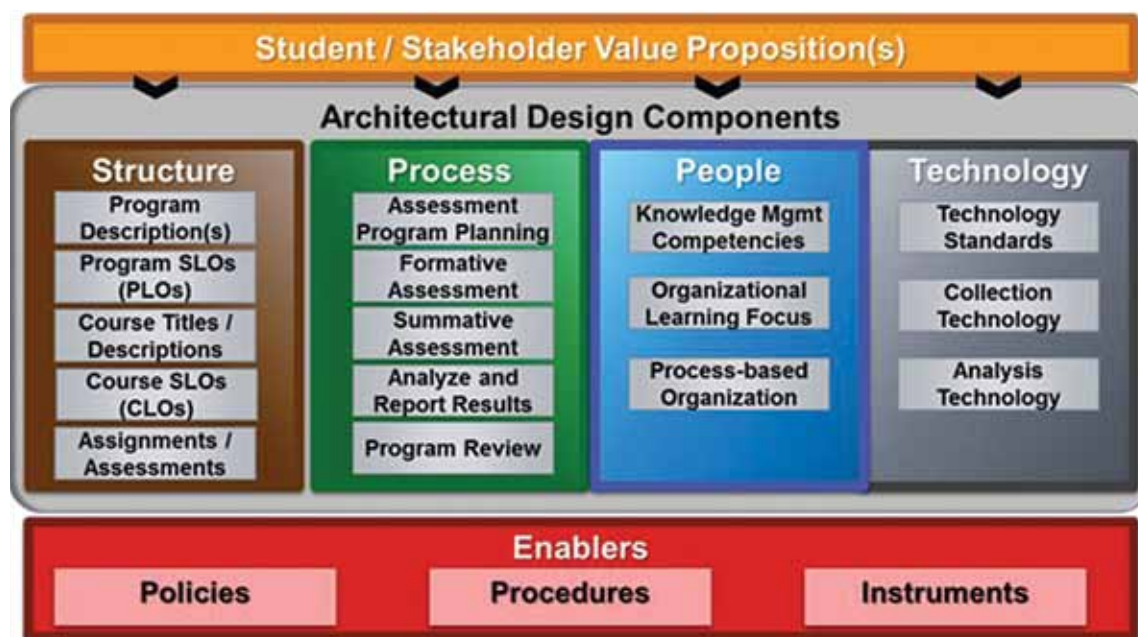 Student / Stakeholder Value Proposition(s)
Architectural Design Components
Structure
Program
Description(s)
Program SLOs
(PLOs)
Course Titles /
Descriptions
Course SLOs
(CLOs)
Assignments /
Assessments
Process
Assessment
Program Planning
Formative
Assessment
Summative
Assessment
Analyze and
Report Results
Program Review
People
Knowledge Mgmt
Competencies
Organizational
Learning Focus
Process-based
Organization
Technology
Technology
Standards
Collection
Technology
Analysis
Technology
Enablers
Policies
Procedures
Instruments